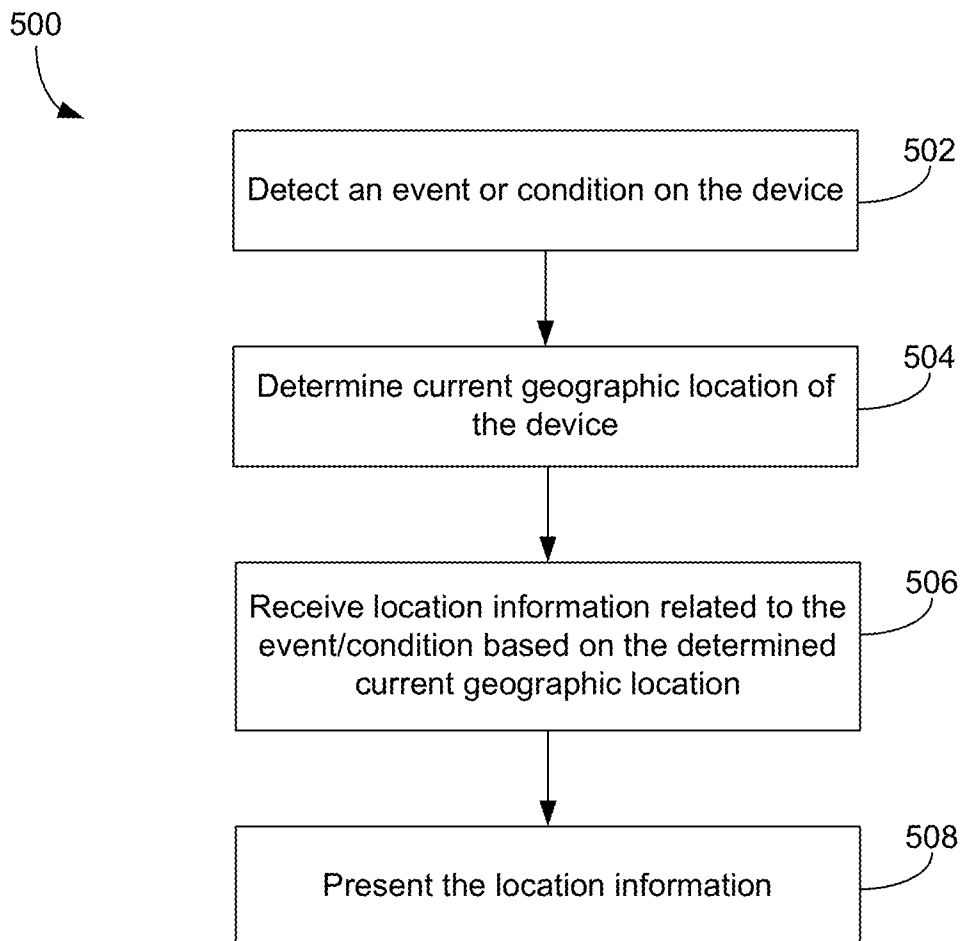 500
502
Detect an event or condition on the device
504
Determine current geographic location of
the device
506
Receive location information related to the
event/condition based on the determined
current geographic location
508
Present the location information